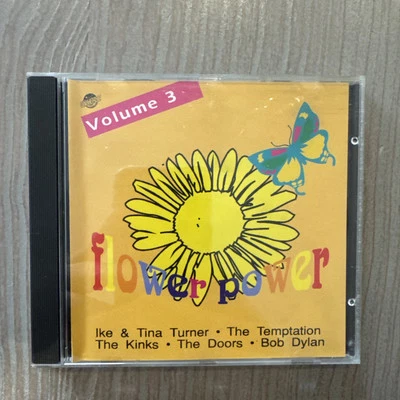 Volume 3
flower power
Ike & Tina Turner • The Temptation
The Kinks • The Doors • Bob Dylan